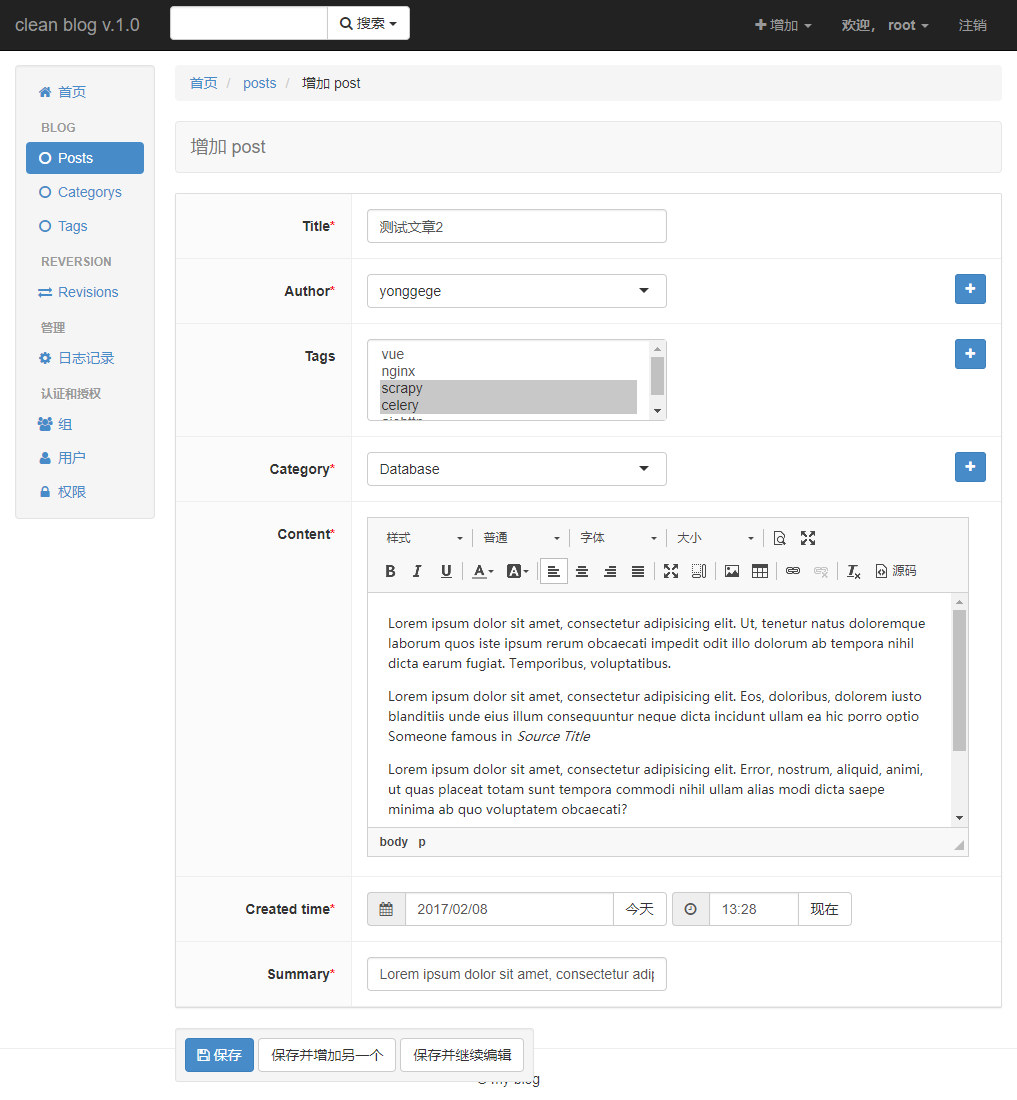 clean blog v.1.0 搜索 增加 欢迎， root 注销
首页
BLOG
Posts
Categorys
Tags
REVERSION
Revisions
管理
日志记录
认证和授权
组
用户
权限
首页 / posts / 增加 post
增加 post
Title* 测试文章2
Author* yonggege
Tags
vue
nginx
scrapy
celery
Category* Database
Content*
样式 普通 字体 大小
B I U A A 源码
Lorem ipsum dolor sit amet, consectetur adipisicing elit. Ut, tenetur natus doloremque
laborum quos iste ipsum rerum obcaecati impedit odit illo dolorum ab tempora nihil
dicta earum fugiat. Temporibus, voluptatibus.
Lorem ipsum dolor sit amet, consectetur adipisicing elit. Eos, doloribus, dolorem iusto
blanditiis unde eius illum consequuntur neque dicta incidunt ullam ea hic porro optio
Someone famous in Source Title
Lorem ipsum dolor sit amet, consectetur adipisicing elit. Error, nostrum, aliquid, animi,
ut quas placeat totam sunt tempora commodi nihil ullam alias modi dicta saepe
minima ab quo voluptatem obcaecati?
body p
Created time* 2017/02/08 今天 13:28 现在
Summary* Lorem ipsum dolor sit amet, consectetur adip
保存 保存并增加另一个 保存并继续编辑
© my blog